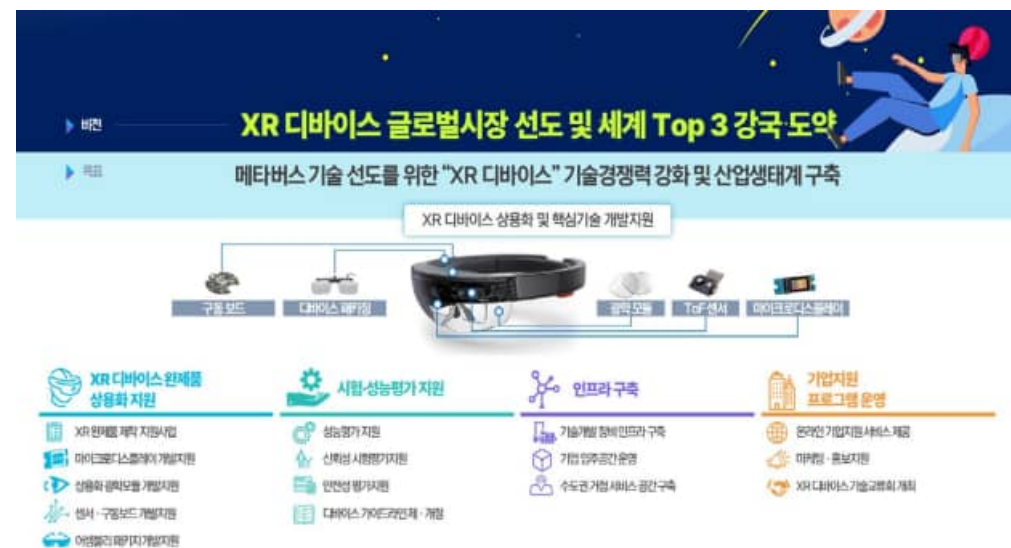 비전
XR 디바이스 글로벌시장 선도 및 세계 Top 3 강국 도약
목표
메타버스 기술 선도를 위한 “XR 디바이스” 기술경쟁력 강화 및 산업생태계 구축
XR 디바이스 상용화 및 핵심기술 개발지원
구동 보드
디바이스 패키징
광학 모듈
ToF 센서
마이크로디스플레이
XR 디바이스 완제품
상용화 지원
XR 완제품 제작 지원사업
마이크로디스플레이 개발지원
상용화 광학모듈 개발지원
센서 · 구동보드 개발지원
어셈블리 패키지 개발지원
시험·성능평가 지원
성능평가 지원
신뢰성 시험평가지원
안전성 평가지원
디바이스 가이드라인 제 · 개정
인프라 구축
기술개발 장비 인프라 구축
기업 입주공간 운영
수도권 거점 서비스 공간 구축
기업지원
프로그램 운영
온라인 기업지원 서비스 제공
마케팅 · 홍보지원
XR 디바이스 기술교류회 개최